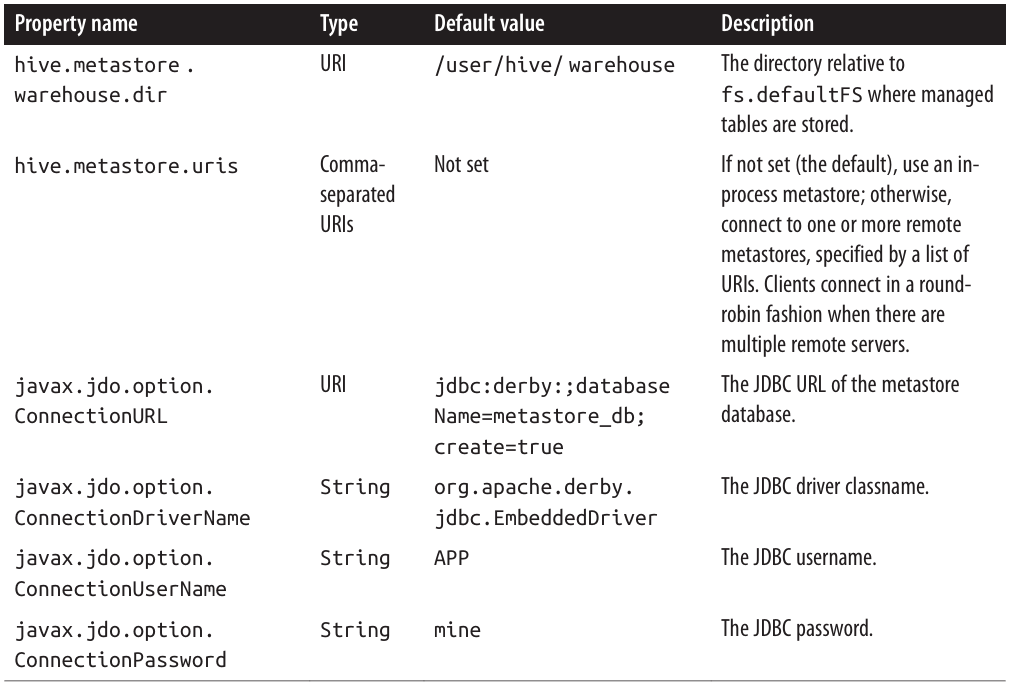 Property name Type Default value Description
hive.metastore . URI /user/hive/ warehouse The directory relative to
warehouse.dir fs.defaultFS where managed
tables are stored.
hive.metastore.uris Comma- Not set If not set (the default), use an in-
separated process metastore; otherwise,
URIs connect to one or more remote
metastores, specified by a list of
URIs. Clients connect in a round-
robin fashion when there are
multiple remote servers.
javax.jdo.option. URI jdbc:derby:;database The JDBC URL of the metastore
ConnectionURL Name=metastore_db; database.
create=true
javax.jdo.option. String org.apache.derby. The JDBC driver classname.
ConnectionDriverName jdbc.EmbeddedDriver
javax.jdo.option. String APP The JDBC username.
ConnectionUserName
javax.jdo.option. String mine The JDBC password.
ConnectionPassword